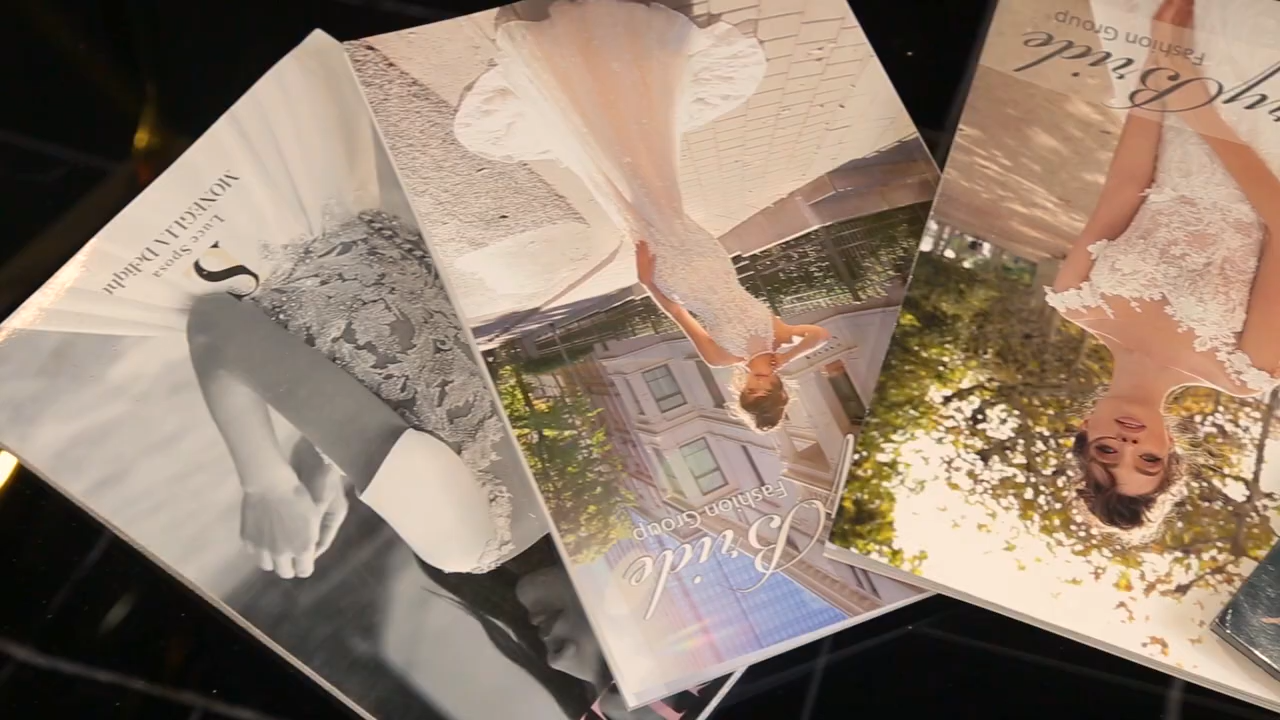 S
Luce Sposa
MONEGLIA Delight
Bride
Fashion Group
Bride
Fashion Group